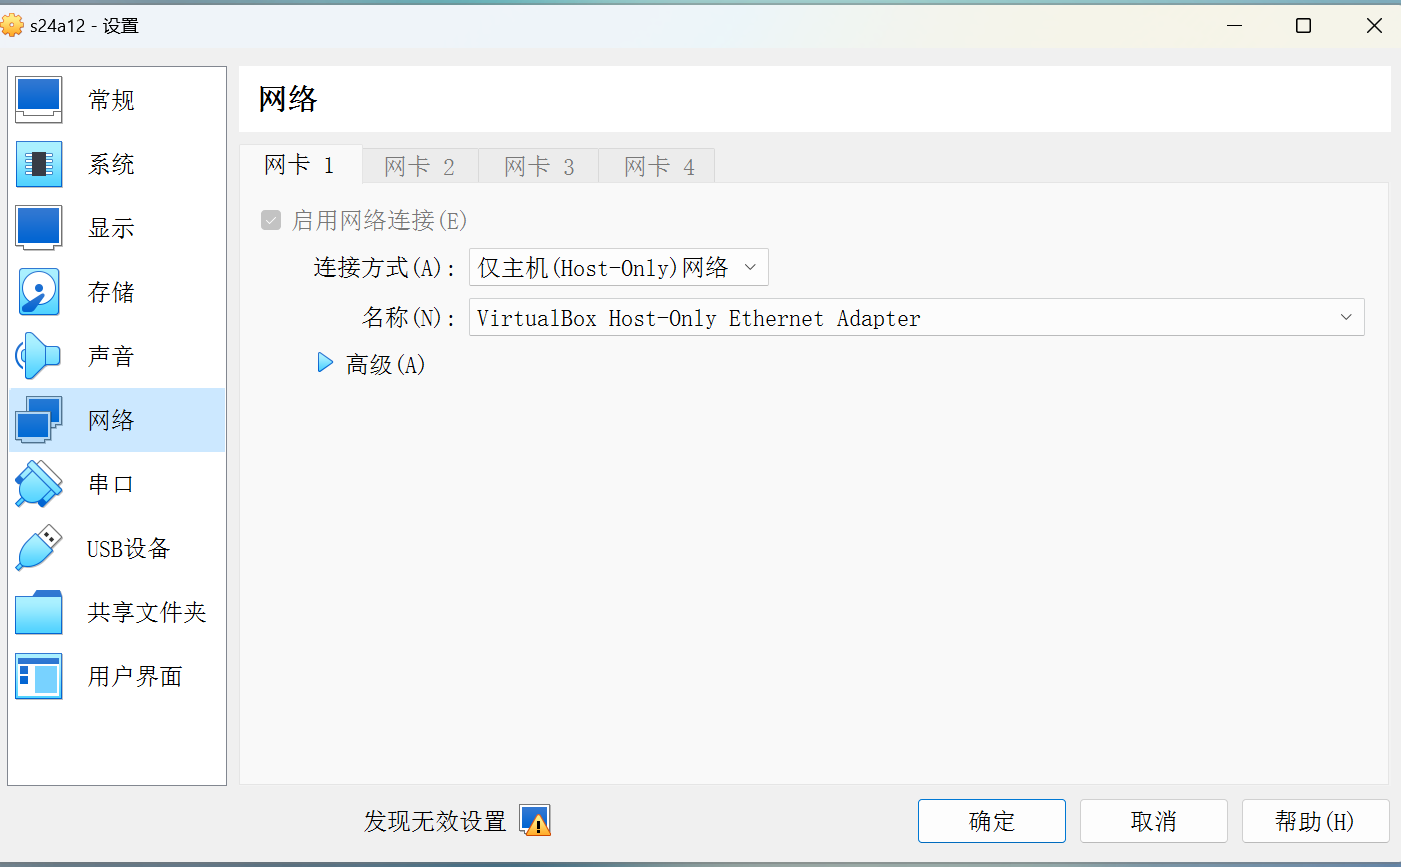 s24a12 - 设置
常规
系统
显示
存储
声音
网络
串口
USB设备
共享文件夹
用户界面
网络
网卡 1
网卡 2
网卡 3
网卡 4
启用网络连接(E)
连接方式(A): 仅主机(Host-Only)网络
名称(N): VirtualBox Host-Only Ethernet Adapter
高级(A)
发现无效设置
确定
取消
帮助(H)